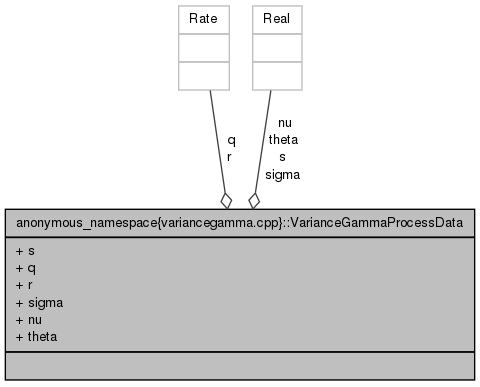 Rate
Real
q
r
nu
theta
s
sigma
anonymous_namespace{variancegamma.cpp}::VarianceGammaProcessData
+ s
+ q
+ r
+ sigma
+ nu
+ theta